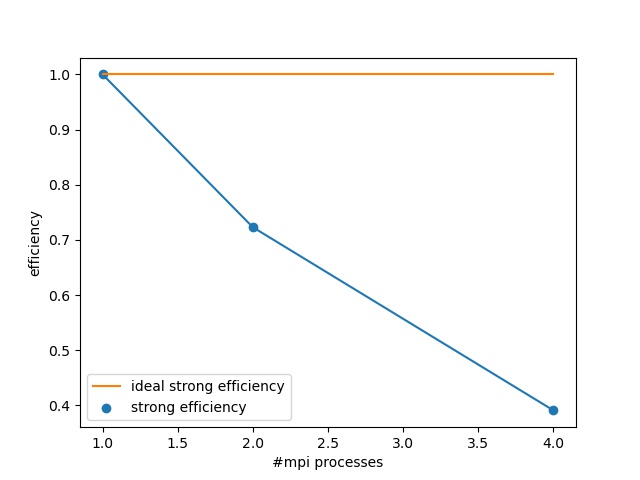 1.0
0.9
0.8
0.7
0.6
0.5
0.4
efficiency
ideal strong efficiency
strong efficiency
1.0 1.5 2.0 2.5 3.0 3.5 4.0
#mpi processes